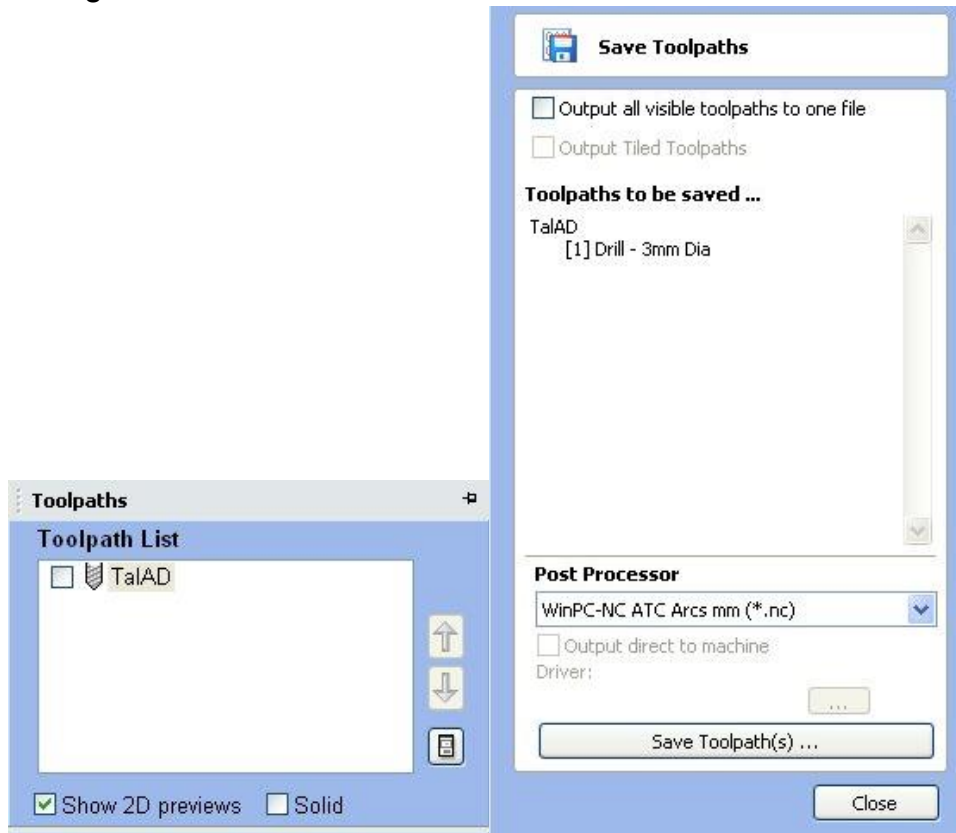 Save Toolpaths
Output all visible toolpaths to one file
Output Tiled Toolpaths
Toolpaths to be saved ...
TalAD
[1] Drill - 3mm Dia
Post Processor
WinPC-NC ATC Arcs mm (*.nc)
Output direct to machine
Driver:
...
Save Toolpath(s) ...
Close
Toolpaths
Toolpath List
TalAD
Show 2D previews
Solid